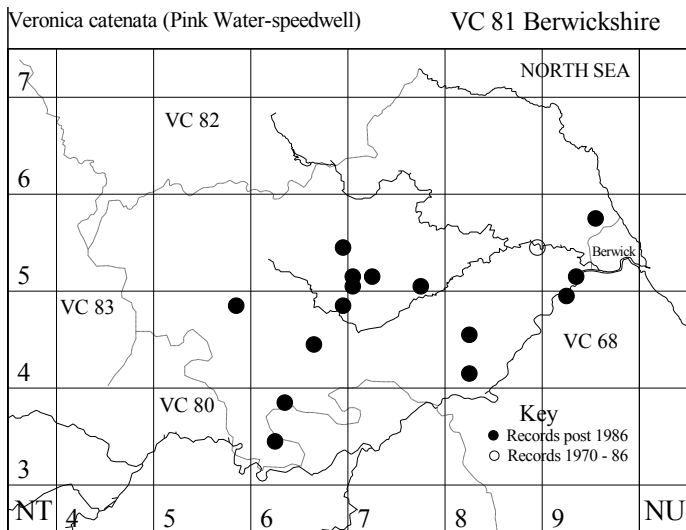 Veronica catenata (Pink Water-speedwell) VC 81 Berwickshire
NORTH SEA
7
VC 82
6
Berwick
5
VC 83
VC 68
4
VC 80
Key
Records post 1986
Records 1970 - 86
3
NT 4 5 6 7 8 9 NU